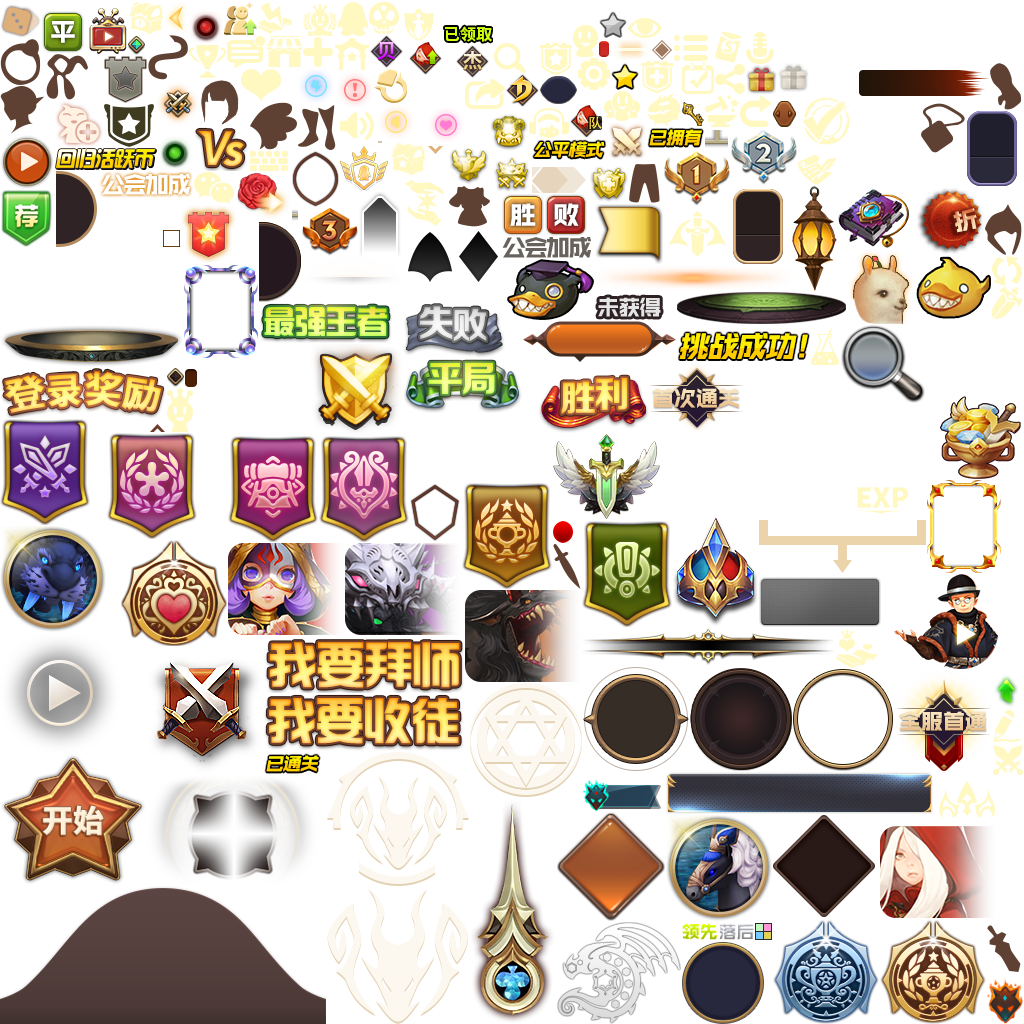 平
已领取
贝
杰
队
回归活跃币
Vs
公平模式
已拥有
2
1
公会加成
荐
3
胜
败
公会加成
折
未获得
最强王者
失败
挑战成功!
登录奖励
平局
胜利
首次通关
EXP
我要拜师
我要收徒
已通关
全服首通
开始
领先
落后